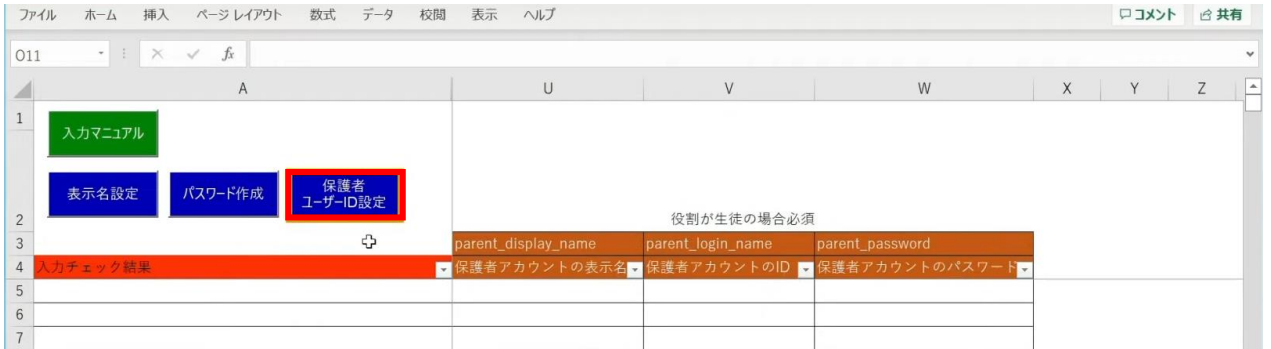 ファイル ホーム 挿入 ページ レイアウト 数式 データ 校閲 表示 ヘルプ コメント 共有
O11 fx
A U V W X Y Z
1
入力マニュアル
表示名設定 パスワード作成 保護者
ユーザーID設定
2 役割が生徒の場合必須
3 parent_display_name parent_login_name parent_password
4 入力チェック結果 保護者アカウントの表示名 保護者アカウントのID 保護者アカウントのパスワード
5
6
7